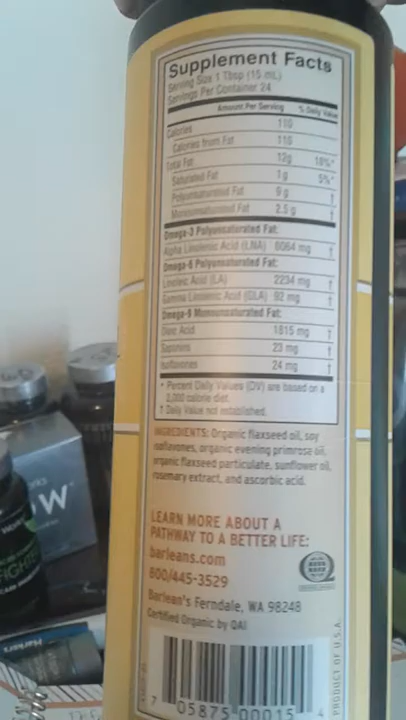 Supplement Facts
Serving Size 1 Tbsp (15 mL)
Servings Per Container 24
Amount Per Serving % Daily Value
Calories 110
Calories from Fat 110
Total Fat 12g 18%*
Saturated Fat 1g 5%*
Polyunsaturated Fat 9g †
Monounsaturated Fat 2.5g †
Omega-3 Polyunsaturated Fat:
Alpha Linolenic Acid (LNA) 6064 mg †
Omega-6 Polyunsaturated Fat:
Linoleic Acid (LA) 2234 mg †
Gamma Linolenic Acid (GLA) 92 mg †
Omega-9 Monounsaturated Fat:
Oleic Acid 1815 mg †
Saponins 23 mg †
Isoflavones 24 mg †
* Percent Daily Values (DV) are based on a
2,000 calorie diet.
† Daily Value not established.
INGREDIENTS: Organic flaxseed oil, soy
isoflavones, organic evening primrose oil,
organic flaxseed particulate, sunflower oil,
rosemary extract, and ascorbic acid.
LEARN MORE ABOUT A
PATHWAY TO A BETTER LIFE:
barleans.com
800/445-3529
Barlean's Ferndale, WA 98248
Certified Organic by QAI
7 05875 00015 4
PRODUCT OF U.S.A.
W
FIGHTE